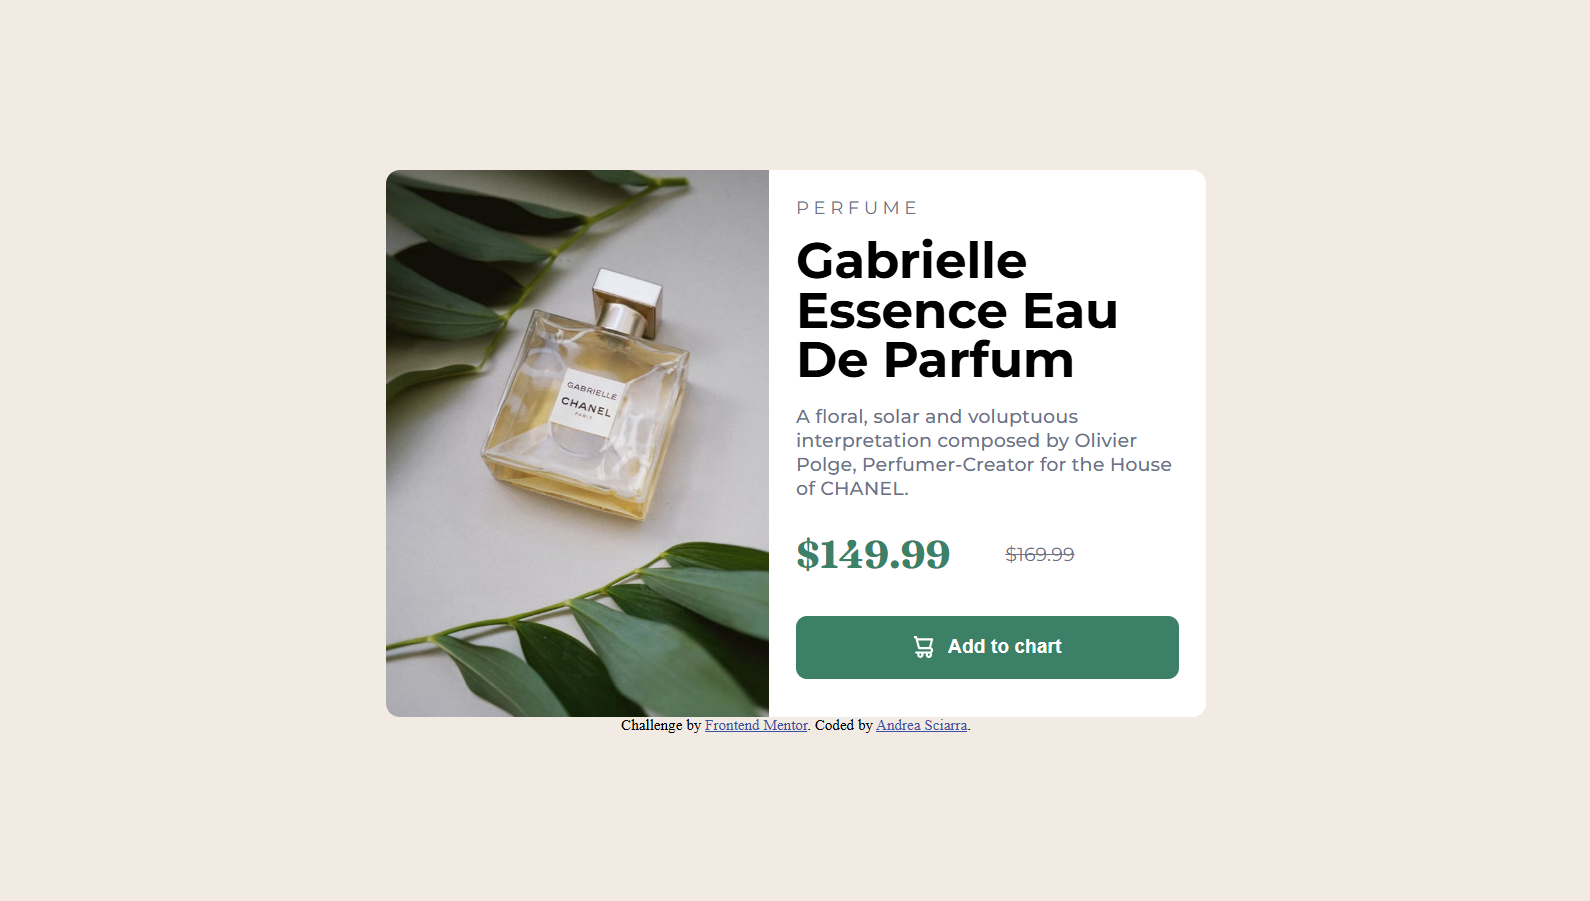 GABRIELLE
CHANEL
PARIS
PERFUME
Gabrielle
Essence Eau
De Parfum
A floral, solar and voluptuous
interpretation composed by Olivier
Polge, Perfumer-Creator for the House
of CHANEL.
$149.99 $169.99
Add to chart
Challenge by Frontend Mentor. Coded by Andrea Sciarra.